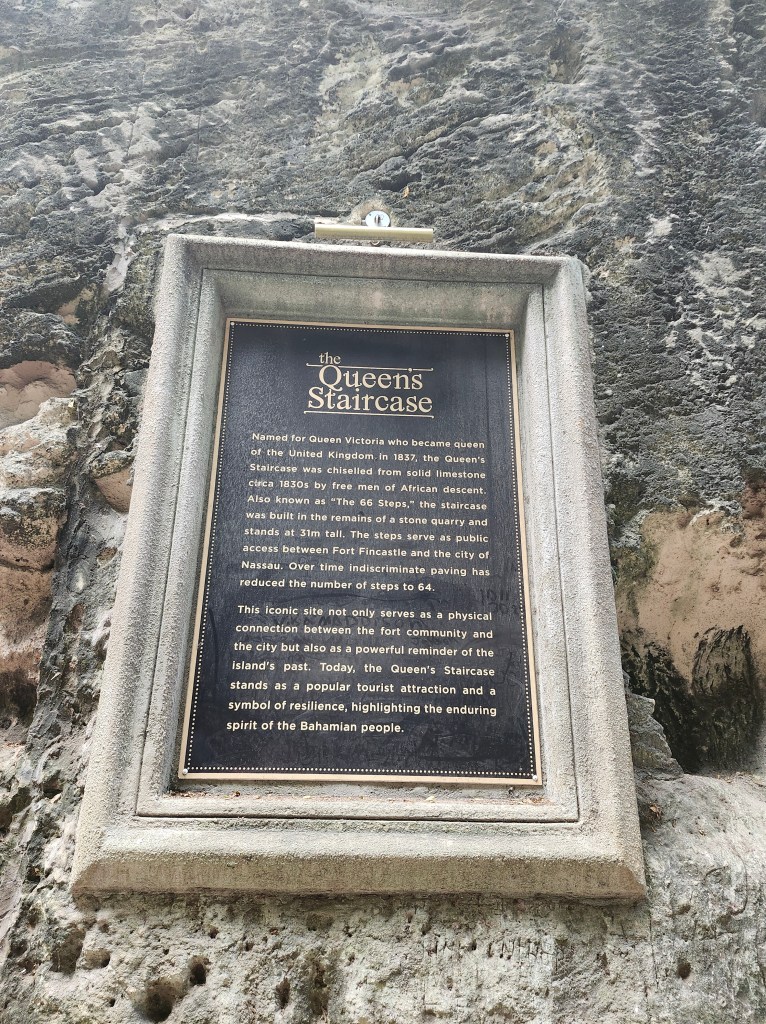 the
Queen's
Staircase
Named for Queen Victoria who became queen
of the United Kingdom in 1837, the Queen's
Staircase was chiselled from solid limestone
circa 1830s by free men of African descent.
Also known as “The 66 Steps,” the staircase
was built in the remains of a stone quarry and
stands at 31m tall. The steps serve as public
access between Fort Fincastle and the city of
Nassau. Over time indiscriminate paving has
reduced the number of steps to 64.
This iconic site not only serves as a physical
connection between the fort community and
the city but also as a powerful reminder of the
island's past. Today, the Queen's Staircase
stands as a popular tourist attraction and a
symbol of resilience, highlighting the enduring
spirit of the Bahamian people.